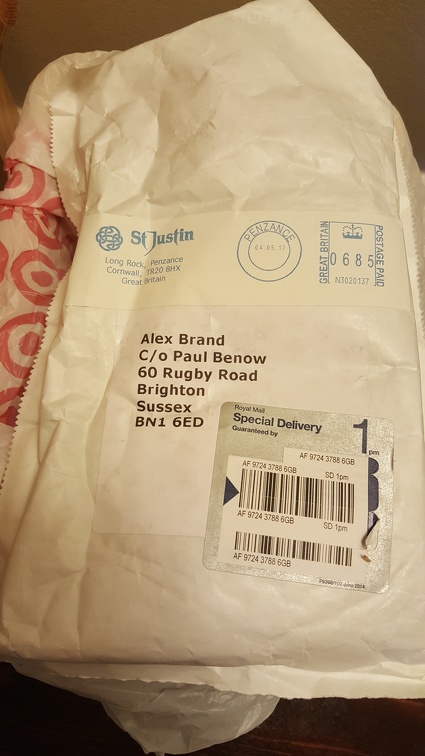 St Justin
Long Rock, Penzance
Cornwall, TR20 8HX
Great Britain
PENZANCE
04.05.17
GREAT BRITAIN
0685
POSTAGE PAID
N3020137
Alex Brand
C/o Paul Benow
60 Rugby Road
Brighton
Sussex
BN1 6ED
Royal Mail
Special Delivery
Guaranteed by
1pm
AF 9724 3788 6GB
AF 9724 3788 6GB
SD 1pm
AF 9724 3788 6GB
SD 1pm
AF 9724 3788 6GB